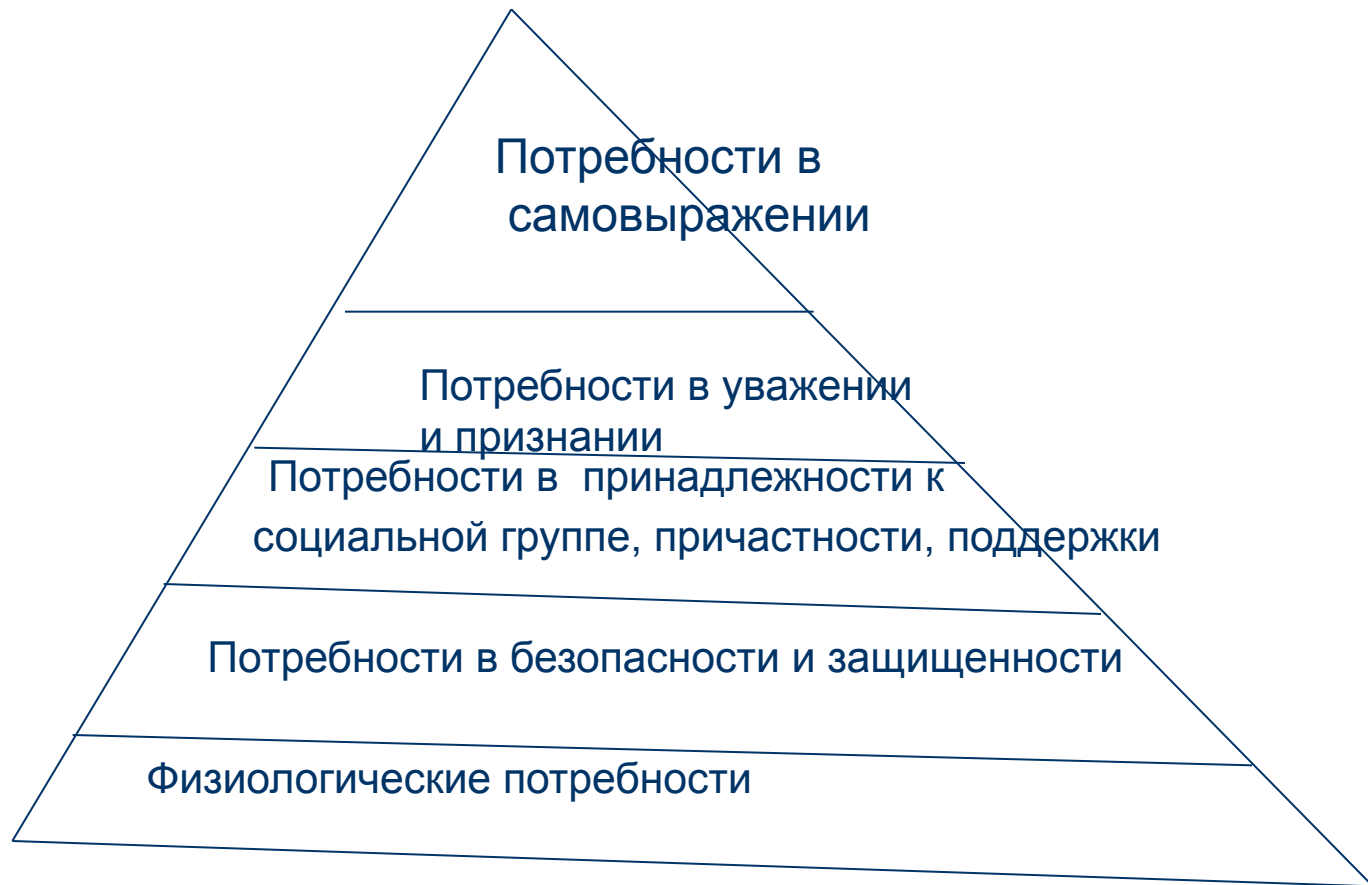 Потребности в
самовыражении
Потребности в уважении
и признании
Потребности в принадлежности к
социальной группе, причастности, поддержки
Потребности в безопасности и защищенности
Физиологические потребности